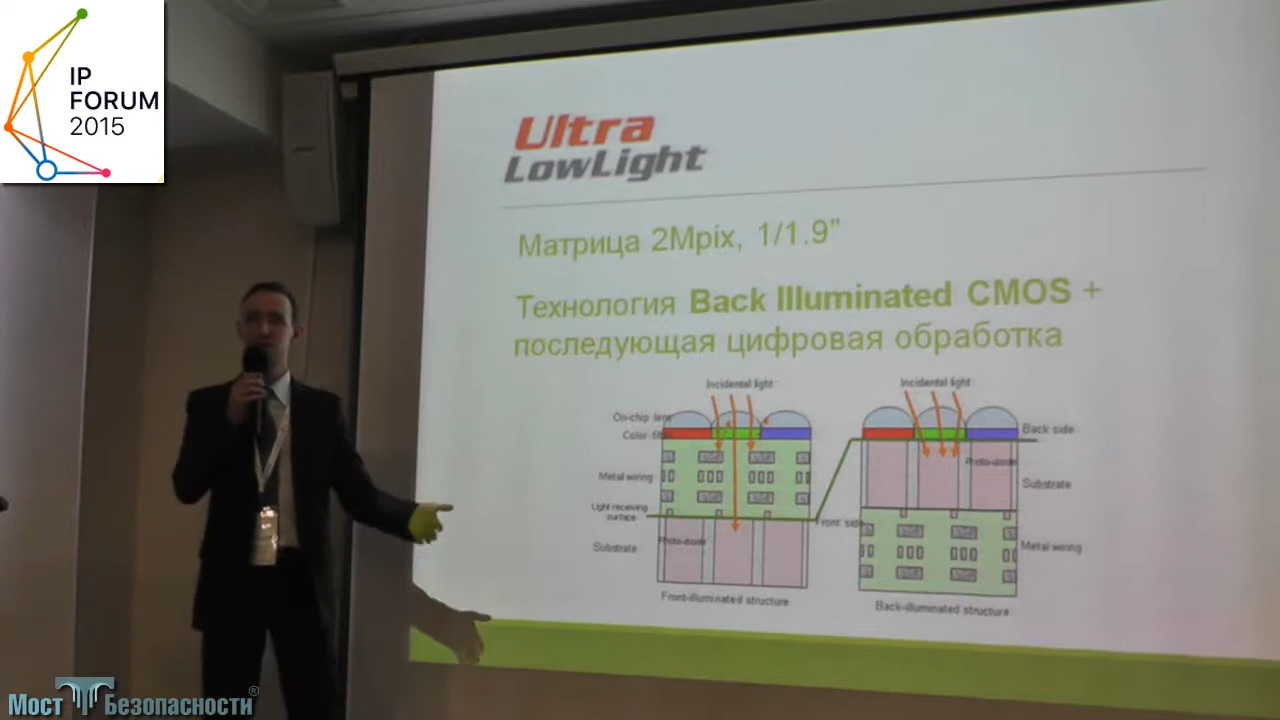 IP
FORUM
2015
Ultra
LowLight
Матрица 2Mpix, 1/1.9"
Технология Back Illuminated CMOS +
последующая цифровая обработка
Incidental light
Incidental light
On-chip lens
Color
Metal wiring
Light receiving
surface
Photo-diode
Substrate
Front-illuminated structure
Back side
Photo-diode
Substrate
Front side
Metal wiring
Back-illuminated structure
Мост Безопасности®